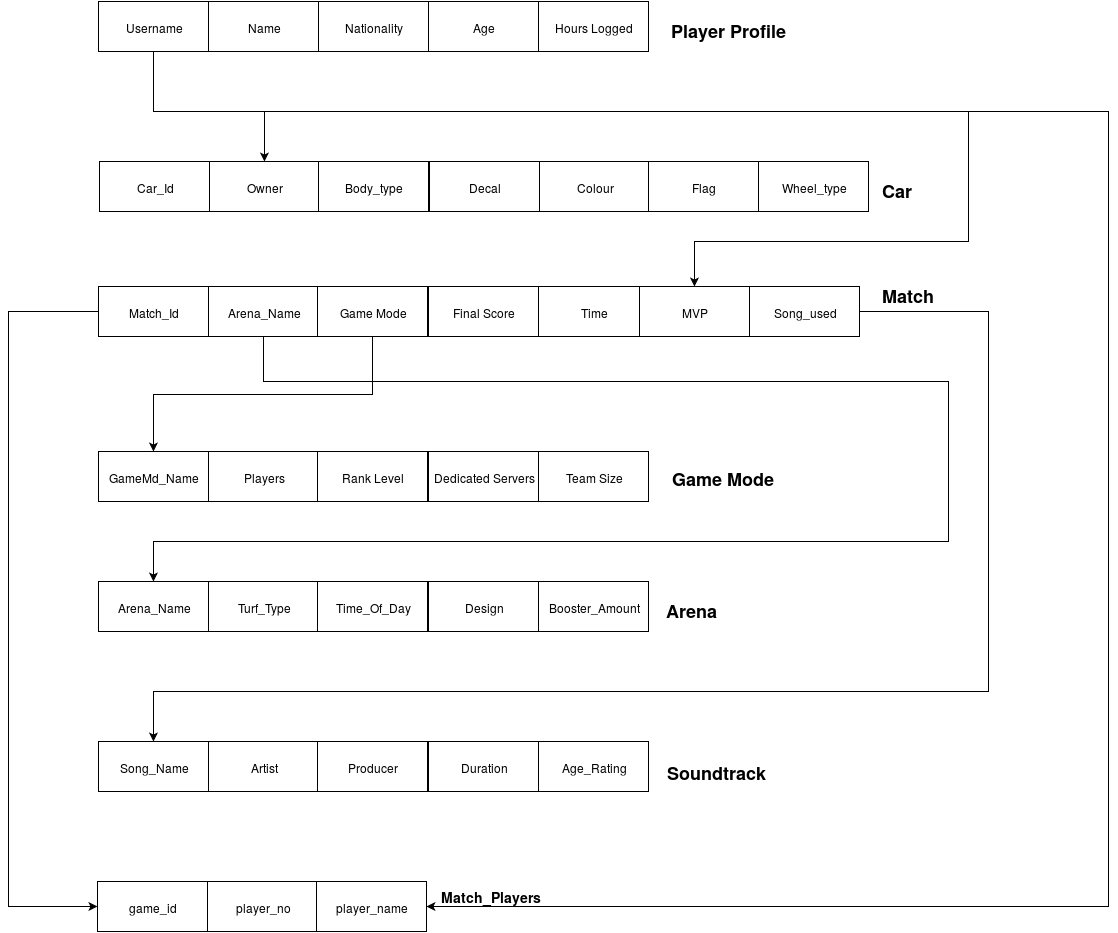 Username Name Nationality Age Hours Logged Player Profile
Car_Id Owner Body_type Decal Colour Flag Wheel_type Car
Match
Match_Id Arena_Name Game Mode Final Score Time MVP Song_used
GameMd_Name Players Rank Level Dedicated Servers Team Size Game Mode
Arena_Name Turf_Type Time_Of_Day Design Booster_Amount Arena
Song_Name Artist Producer Duration Age_Rating Soundtrack
Match_Players
game_id player_no player_name